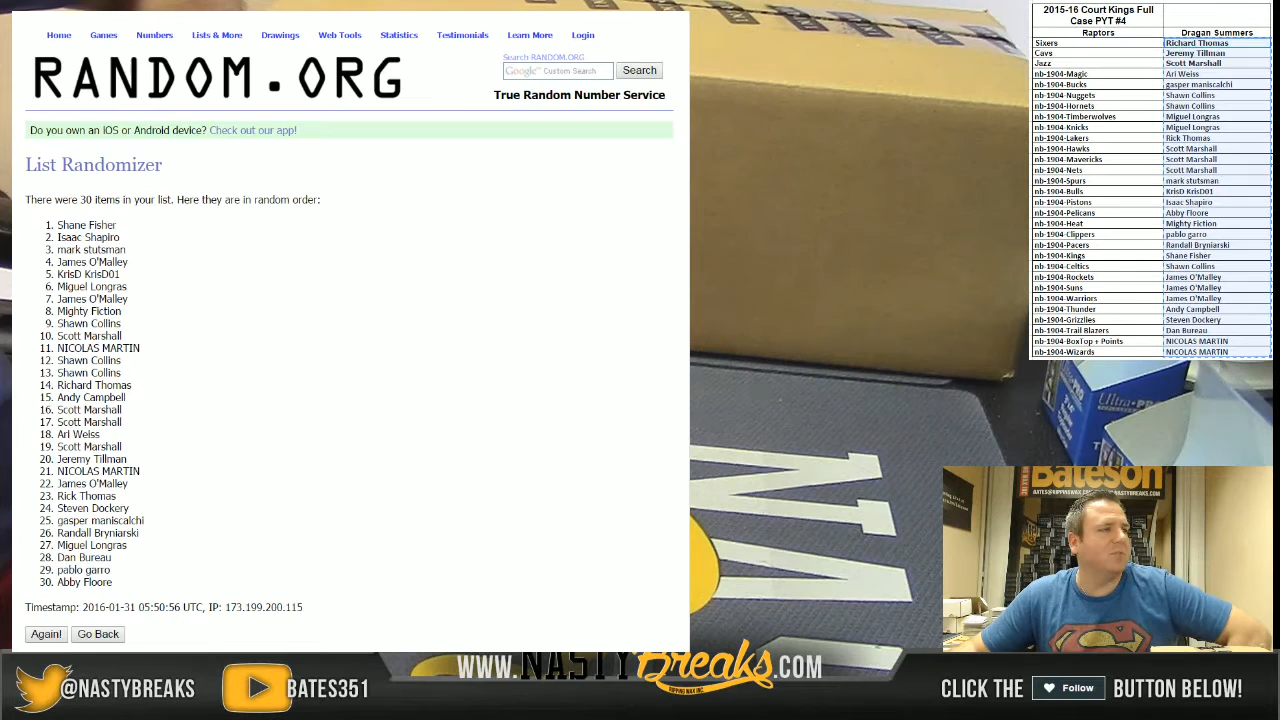 Home Games Numbers Lists & More Drawings Web Tools Statistics Testimonials Learn More Login
RANDOM.ORG
Search RANDOM.ORG
Google™ Custom Search Search
True Random Number Service
Do you own an iOS or Android device? Check out our app!
List Randomizer
There were 30 items in your list. Here they are in random order:
1. Shane Fisher
2. Isaac Shapiro
3. mark stutsman
4. James O'Malley
5. KrisD KrisD01
6. Miguel Longras
7. James O'Malley
8. Mighty Fiction
9. Shawn Collins
10. Scott Marshall
11. NICOLAS MARTIN
12. Shawn Collins
13. Shawn Collins
14. Richard Thomas
15. Andy Campbell
16. Scott Marshall
17. Scott Marshall
18. Ari Weiss
19. Scott Marshall
20. Jeremy Tillman
21. NICOLAS MARTIN
22. James O'Malley
23. Rick Thomas
24. Steven Dockery
25. gasper maniscalchi
26. Randall Bryniarski
27. Miguel Longras
28. Dan Bureau
29. pablo garro
30. Abby Floore
Timestamp: 2016-01-31 05:50:56 UTC, IP: 173.199.200.115
Again! Go Back
2015-16 Court Kings Full
Case PYT #4
Raptors Dragan Summers
Sixers Richard Thomas
Cavs Jeremy Tillman
Jazz Scott Marshall
nb-1904-Magic Ari Weiss
nb-1904-Bucks gasper maniscalchi
nb-1904-Nuggets Shawn Collins
nb-1904-Hornets Shawn Collins
nb-1904-Timberwolves Miguel Longras
nb-1904-Knicks Miguel Longras
nb-1904-Lakers Rick Thomas
nb-1904-Hawks Scott Marshall
nb-1904-Mavericks Scott Marshall
nb-1904-Nets Scott Marshall
nb-1904-Spurs mark stutsman
nb-1904-Bulls KrisD KrisD01
nb-1904-Pistons Isaac Shapiro
nb-1904-Pelicans Abby Floore
nb-1904-Heat Mighty Fiction
nb-1904-Clippers pablo garro
nb-1904-Pacers Randall Bryniarski
nb-1904-Kings Shane Fisher
nb-1904-Celtics Shawn Collins
nb-1904-Rockets James O'Malley
nb-1904-Suns James O'Malley
nb-1904-Warriors James O'Malley
nb-1904-Thunder Andy Campbell
nb-1904-Grizzlies Steven Dockery
nb-1904-Trail Blazers Dan Bureau
nb-1904-BoxTop + Points NICOLAS MARTIN
nb-1904-Wizards NICOLAS MARTIN
Ultra·PRO
Bateson
@NASTYBREAKS
BATES351
WWW.NASTYBreaks.COM
RIPPING WAX INC.
CLICK THE Follow BUTTON BELOW!